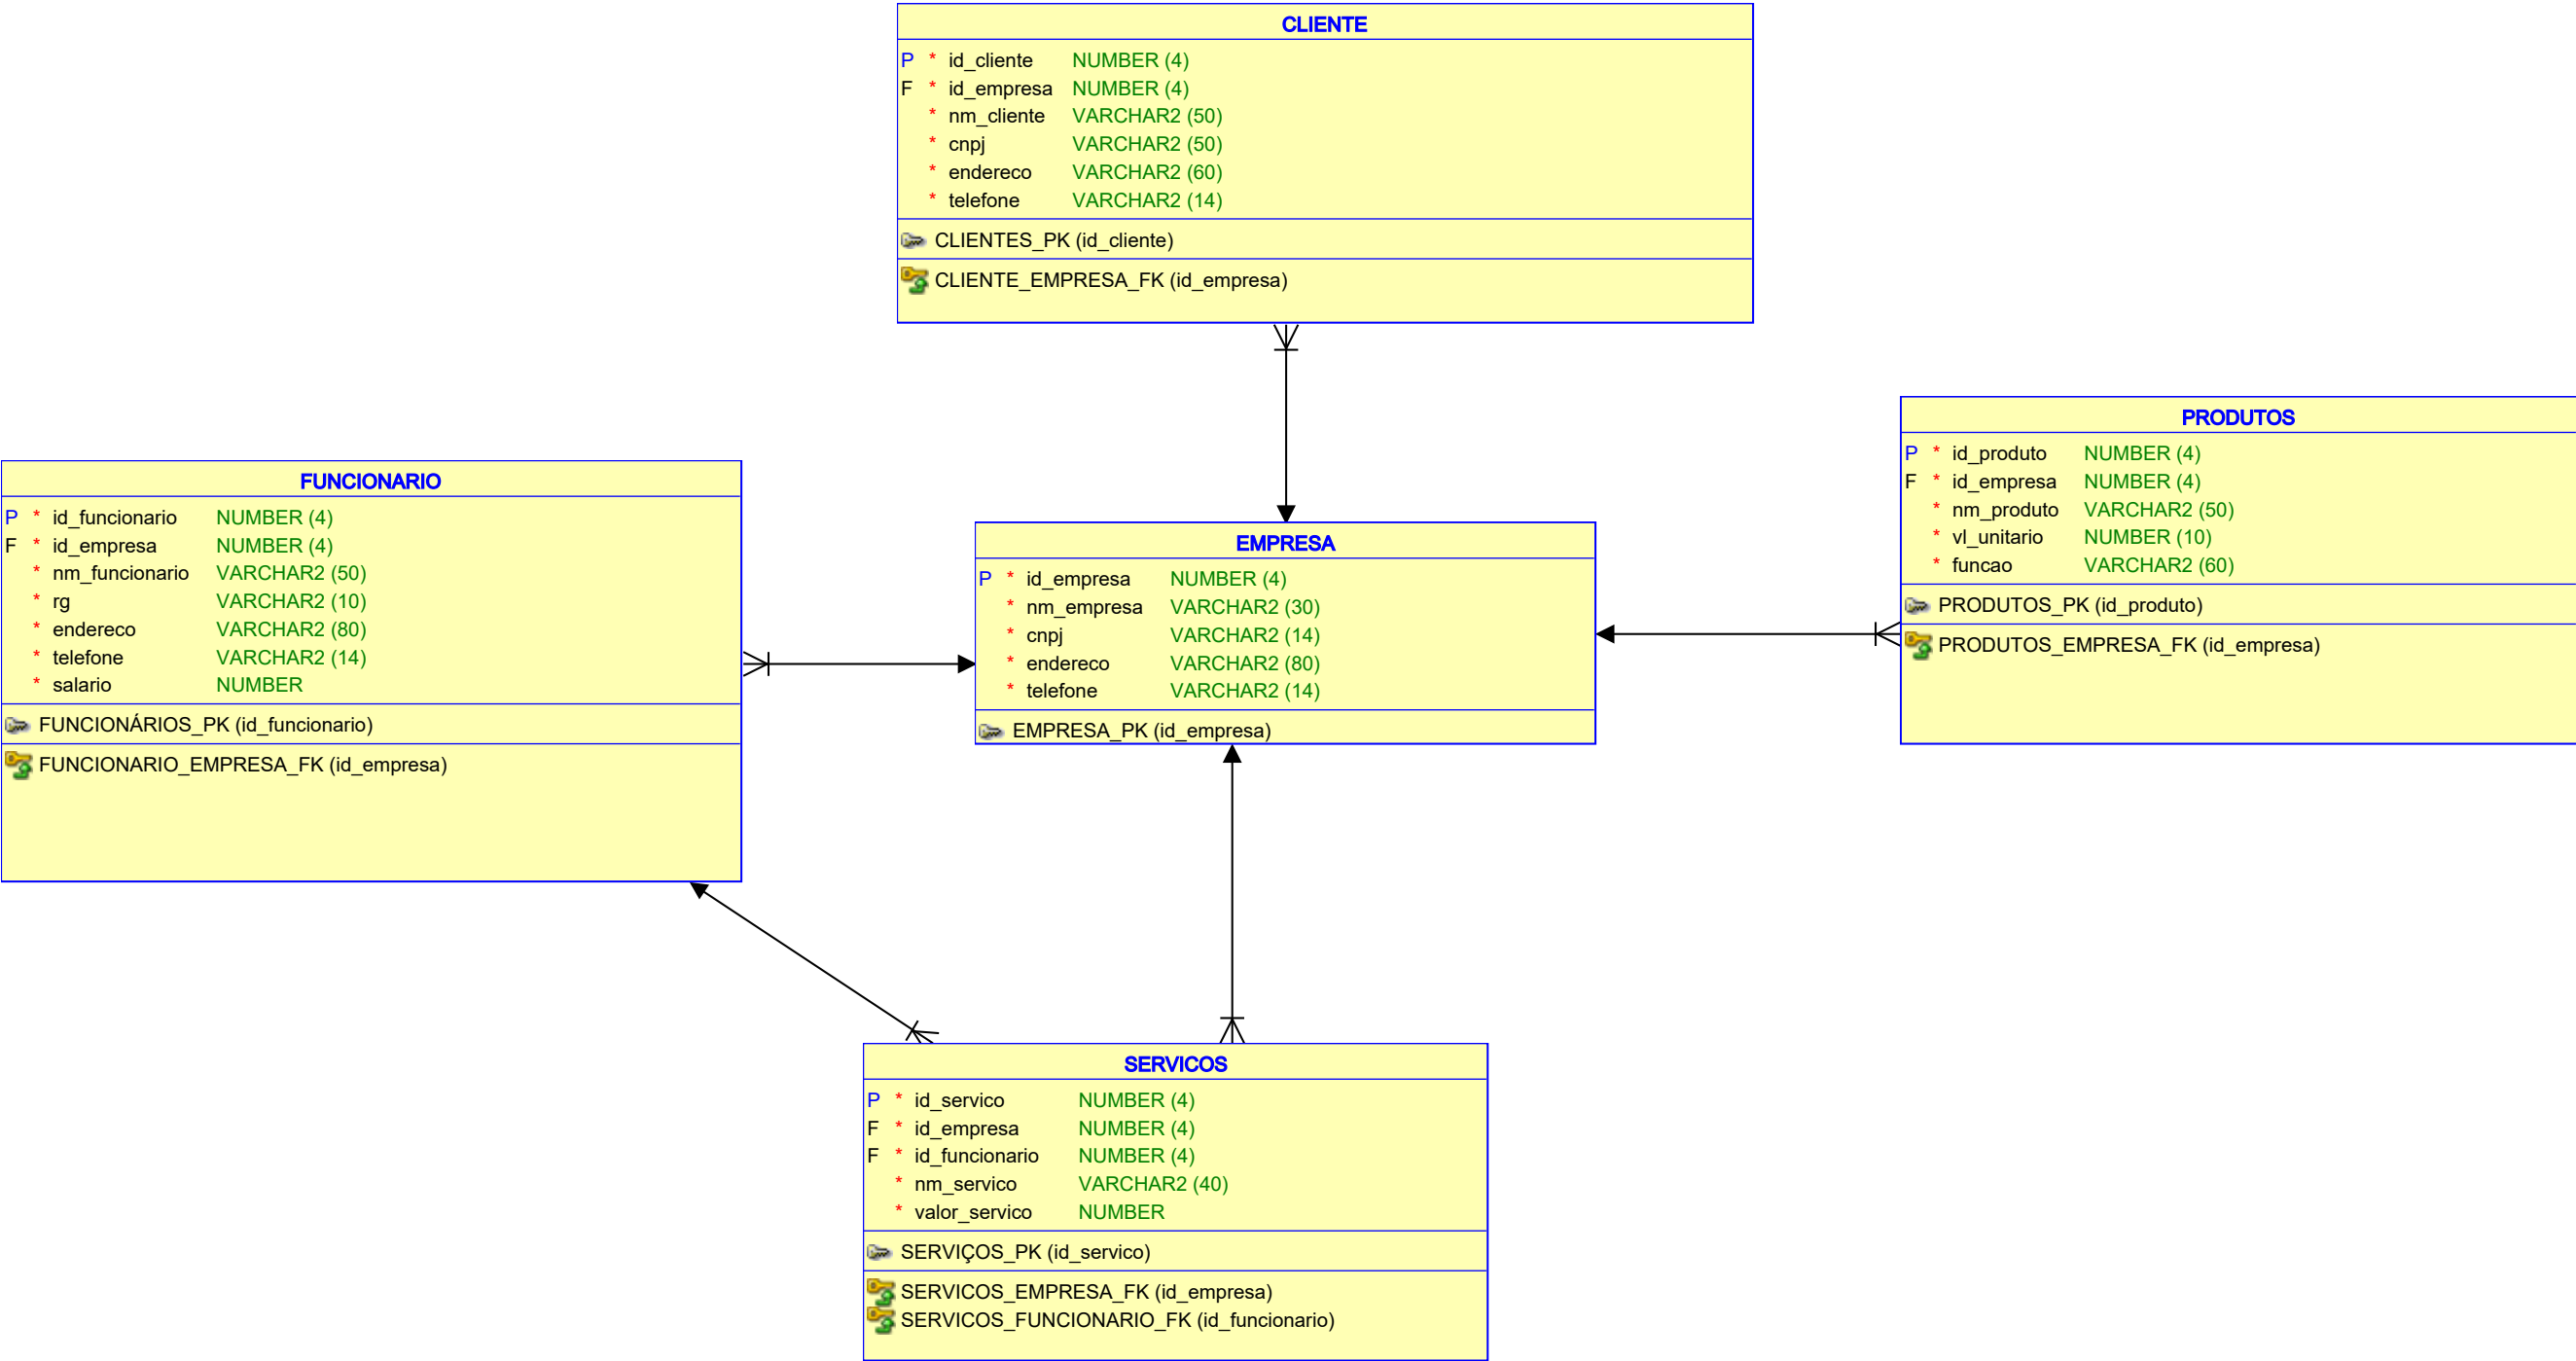 CLIENTE
P * id_cliente NUMBER (4)
F * id_empresa NUMBER (4)
* nm_cliente VARCHAR2 (50)
* cnpj VARCHAR2 (50)
* endereco VARCHAR2 (60)
* telefone VARCHAR2 (14)
CLIENTES_PK (id_cliente)
CLIENTE_EMPRESA_FK (id_empresa)
PRODUTOS
P * id_produto NUMBER (4)
F * id_empresa NUMBER (4)
* nm_produto VARCHAR2 (50)
* vl_unitario NUMBER (10)
* funcao VARCHAR2 (60)
PRODUTOS_PK (id_produto)
PRODUTOS_EMPRESA_FK (id_empresa)
FUNCIONARIO
P * id_funcionario NUMBER (4)
F * id_empresa NUMBER (4)
* nm_funcionario VARCHAR2 (50)
* rg VARCHAR2 (10)
* endereco VARCHAR2 (80)
* telefone VARCHAR2 (14)
* salario NUMBER
FUNCIONÁRIOS_PK (id_funcionario)
FUNCIONARIO_EMPRESA_FK (id_empresa)
EMPRESA
P * id_empresa NUMBER (4)
* nm_empresa VARCHAR2 (30)
* cnpj VARCHAR2 (14)
* endereco VARCHAR2 (80)
* telefone VARCHAR2 (14)
EMPRESA_PK (id_empresa)
SERVICOS
P * id_servico NUMBER (4)
F * id_empresa NUMBER (4)
F * id_funcionario NUMBER (4)
* nm_servico VARCHAR2 (40)
* valor_servico NUMBER
SERVIÇOS_PK (id_servico)
SERVICOS_EMPRESA_FK (id_empresa)
SERVICOS_FUNCIONARIO_FK (id_funcionario)